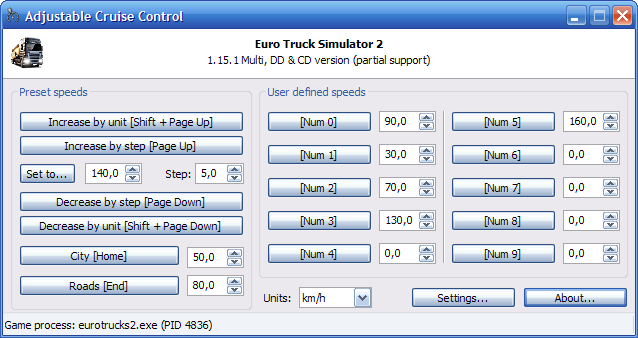 Adjustable Cruise Control
Euro Truck Simulator 2
1.15.1 Multi, DD & CD version (partial support)
Preset speeds
Increase by unit [Shift + Page Up]
Increase by step [Page Up]
Set to... 140,0 Step: 5,0
Decrease by step [Page Down]
Decrease by unit [Shift + Page Down]
City [Home] 50,0
Roads [End] 80,0
User defined speeds
[Num 0] 90,0 [Num 5] 160,0
[Num 1] 30,0 [Num 6] 0,0
[Num 2] 70,0 [Num 7] 0,0
[Num 3] 130,0 [Num 8] 0,0
[Num 4] 0,0 [Num 9] 0,0
Units: km/h Settings... About...
Game process: eurotrucks2.exe (PID 4836)